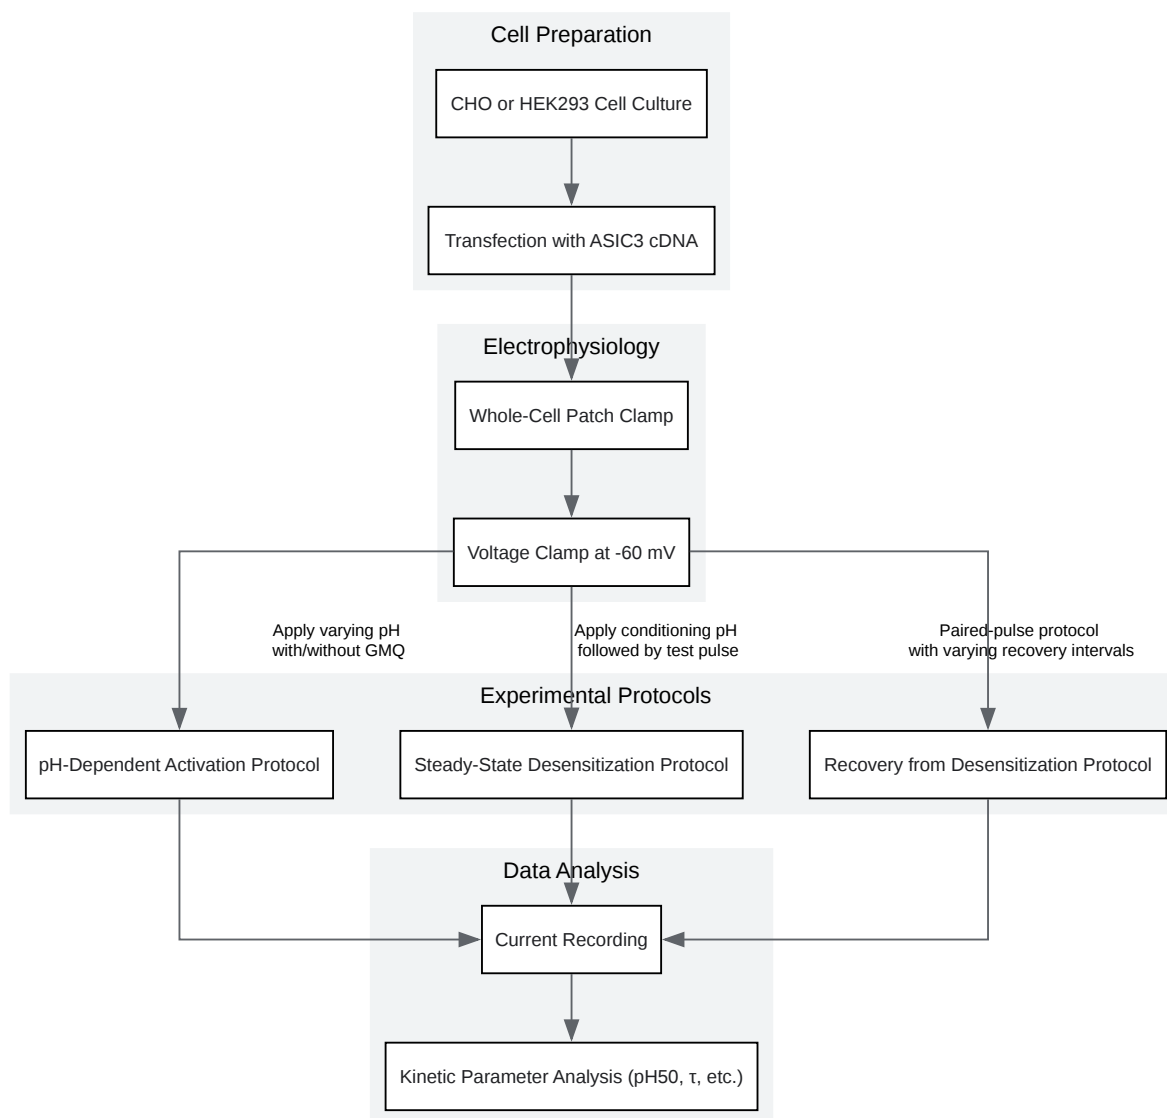 Cell Preparation
CHO or HEK293 Cell Culture
Transfection with ASIC3 cDNA
Electrophysiology
Whole-Cell Patch Clamp
Voltage Clamp at -60 mV
Apply varying pH
with/without GMQ
Apply conditioning pH
followed by test pulse
Paired-pulse protocol
with varying recovery intervals
Experimental Protocols
pH-Dependent Activation Protocol
Steady-State Desensitization Protocol
Recovery from Desensitization Protocol
Data Analysis
Current Recording
Kinetic Parameter Analysis (pH50, τ, etc.)